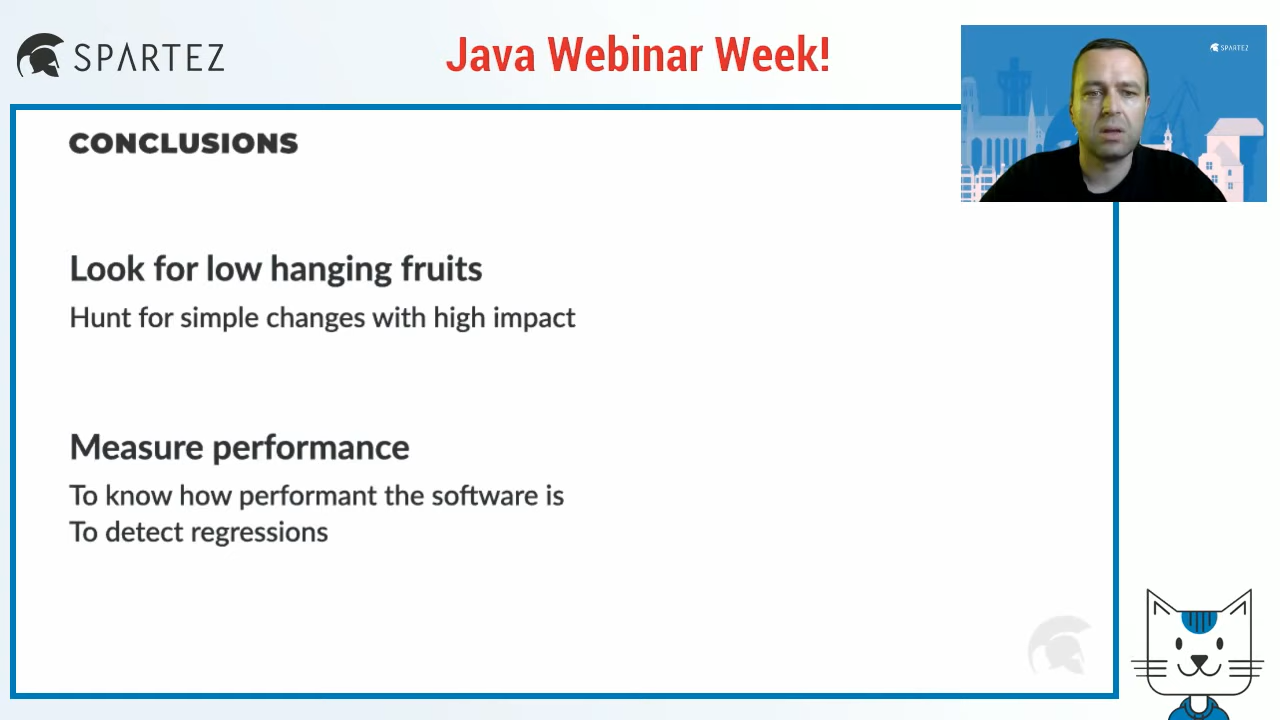 SPARTEZ
Java Webinar Week!
SPARTEZ
CONCLUSIONS
Look for low hanging fruits
Hunt for simple changes with high impact
Measure performance
To know how performant the software is
To detect regressions